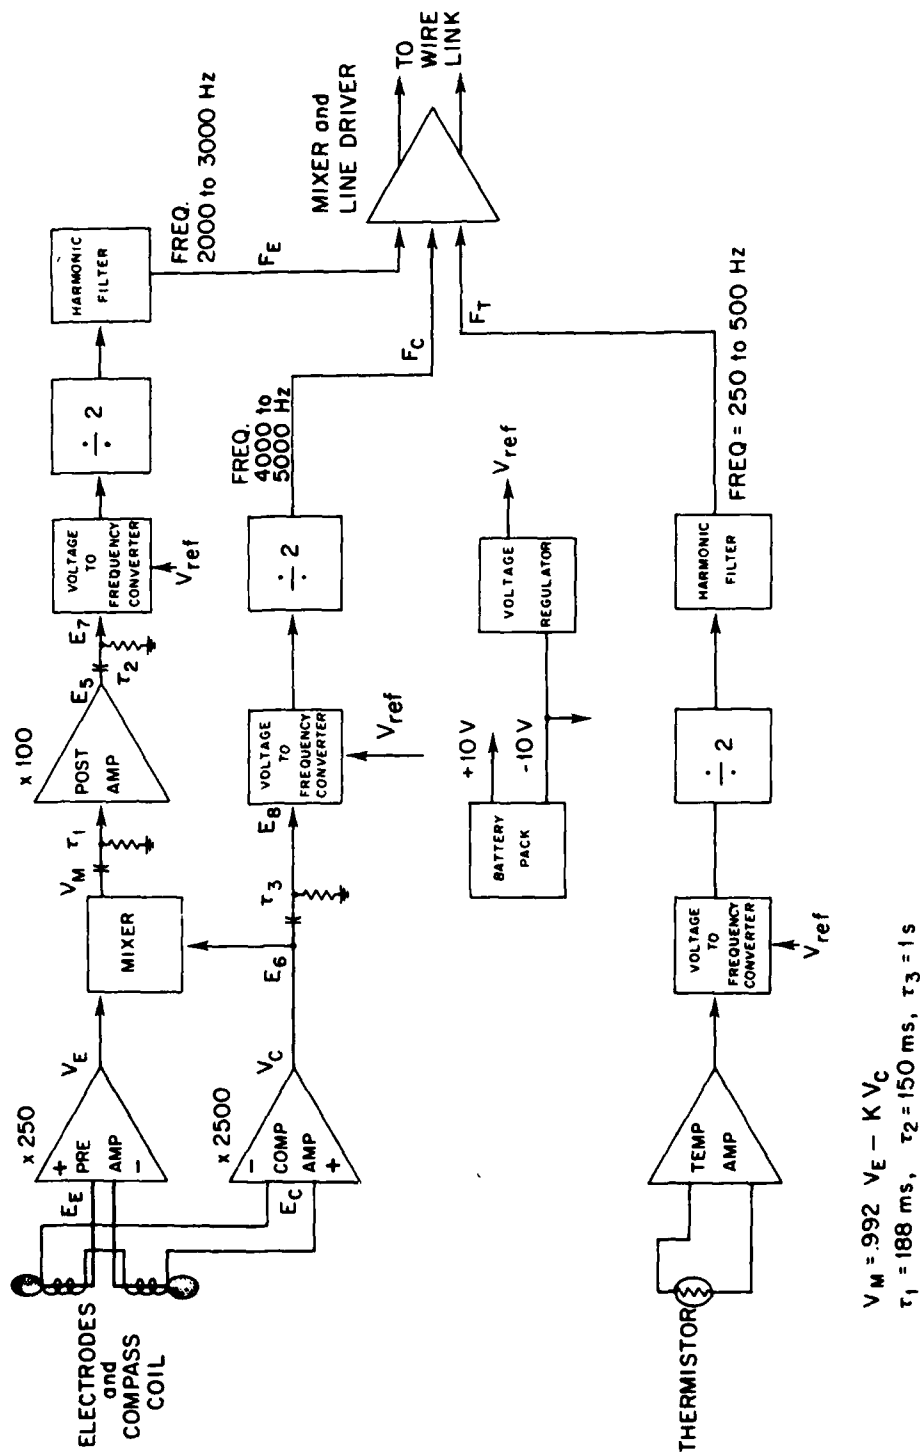 ELECTRODES
and
COMPASS
COIL
E_E
+
PRE
AMP
-
x 250
V_E
MIXER
V_M
τ_1
POST
AMP
x 100
E_5
τ_2
E_7
VOLTAGE
TO
FREQUENCY
CONVERTER
V_ref
÷ 2
HARMONIC
FILTER
FREQ.
2000 to 3000 Hz
F_E
E_C
-
COMP
AMP
+
x 2500
V_C
E_6
τ_3
E_8
VOLTAGE
TO
FREQUENCY
CONVERTER
V_ref
÷ 2
FREQ.
4000 to
5000 Hz
F_C
MIXER and
LINE DRIVER
TO
WIRE
LINK
BATTERY
PACK
+10V
-10V
VOLTAGE
REGULATOR
V_ref
THERMISTOR
TEMP
AMP
VOLTAGE
TO
FREQUENCY
CONVERTER
V_ref
÷ 2
HARMONIC
FILTER
FREQ = 250 to 500 Hz
F_T
V_M = .992 V_E - K V_C
τ_1 = 188 ms, τ_2 = 150 ms, τ_3 = 1 s